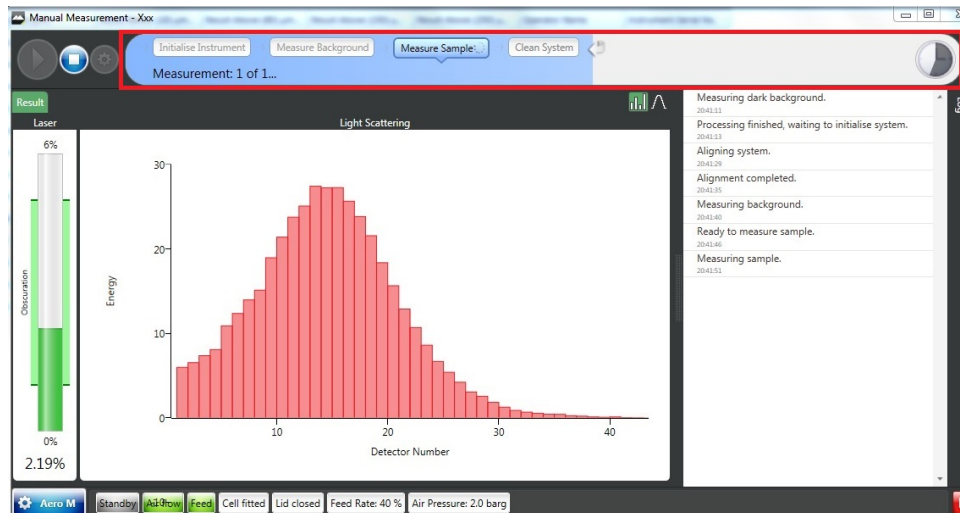 Manual Measurement - Xxx
Initialise Instrument
Measure Background
Measure Sample
Clean System
Measurement: 1 of 1...
Result
Laser
6%
Obscuration
0%
2.19%
Light Scattering
30
20
10
0
Energy
10
20
30
40
Detector Number
Measuring dark background.
20:41:11
Processing finished, waiting to initialise system.
20:41:13
Aligning system.
20:41:29
Alignment completed.
20:41:35
Measuring background.
20:41:40
Ready to measure sample.
20:41:46
Measuring sample.
20:41:51
Log
Aero M
Standby
Air flow
Feed
Cell fitted
Lid closed
Feed Rate: 40 %
Air Pressure: 2.0 barg